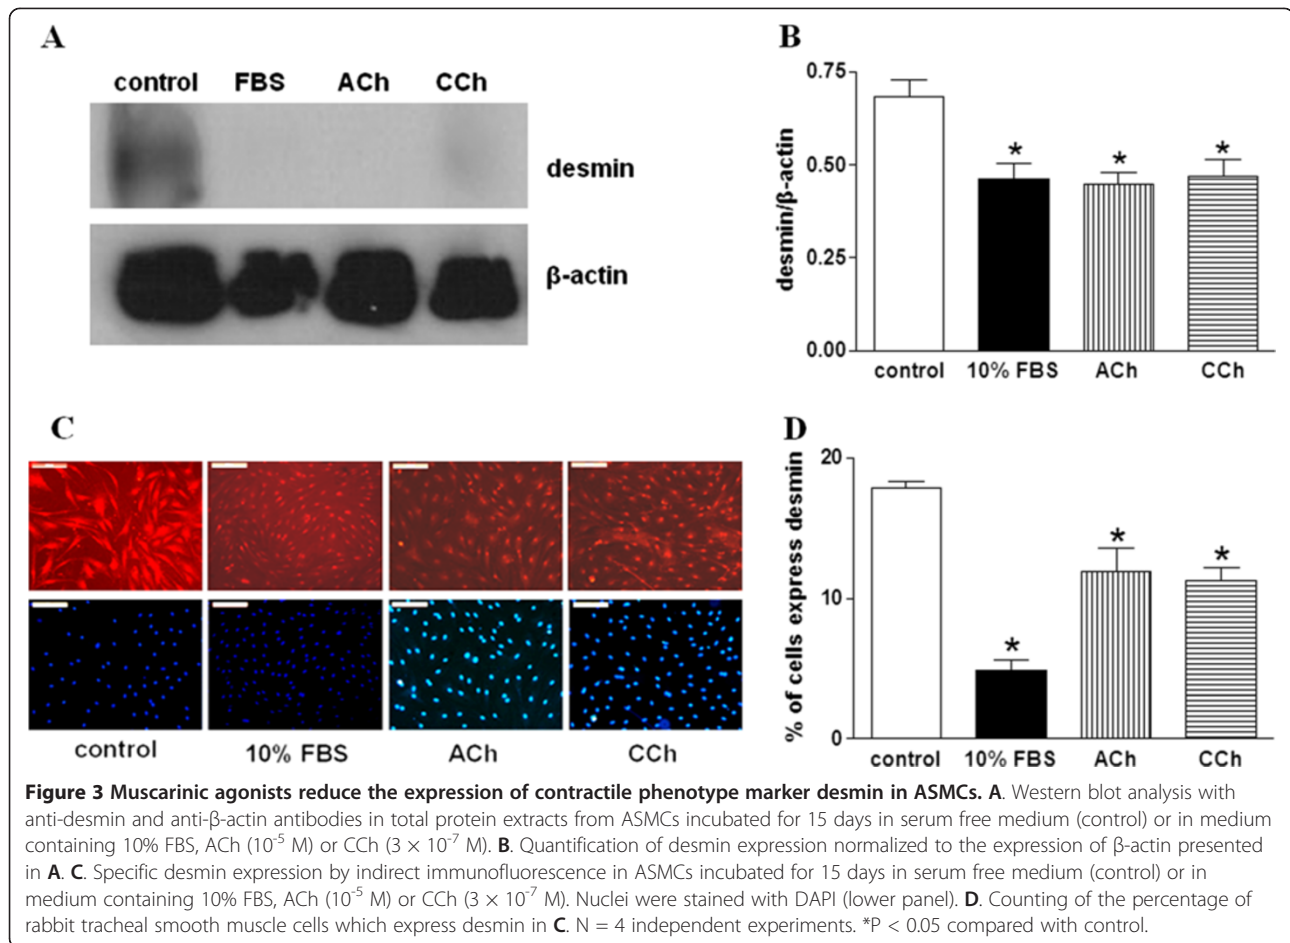 A
control FBS ACh CCh
desmin
β-actin
B
desmin/β-actin
0.75
0.50
0.25
0.00
* * *
control 10% FBS ACh CCh
C
control 10% FBS ACh CCh
D
% of cells express desmin
20
10
0
* * *
control 10% FBS ACh CCh
Figure 3 Muscarinic agonists reduce the expression of contractile phenotype marker desmin in ASMCs. A. Western blot analysis with
anti-desmin and anti-β-actin antibodies in total protein extracts from ASMCs incubated for 15 days in serum free medium (control) or in medium
containing 10% FBS, ACh (10⁻⁵ M) or CCh (3 × 10⁻⁷ M). B. Quantification of desmin expression normalized to the expression of β-actin presented
in A. C. Specific desmin expression by indirect immunofluorescence in ASMCs incubated for 15 days in serum free medium (control) or in
medium containing 10% FBS, ACh (10⁻⁵ M) or CCh (3 × 10⁻⁷ M). Nuclei were stained with DAPI (lower panel). D. Counting of the percentage of
rabbit tracheal smooth muscle cells which express desmin in C. N = 4 independent experiments. *P < 0.05 compared with control.